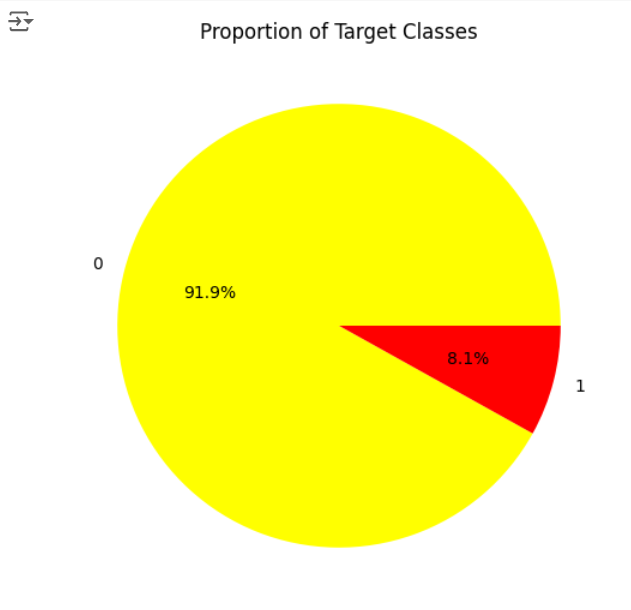 Proportion of Target Classes
0
91.9%
8.1%
1